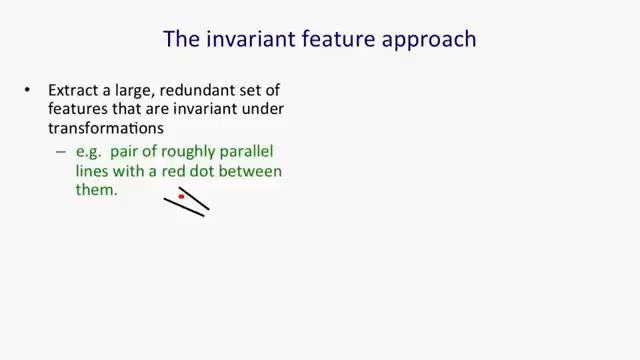 The invariant feature approach
• Extract a large, redundant set of
features that are invariant under
transformations
– e.g. pair of roughly parallel
lines with a red dot between
them.